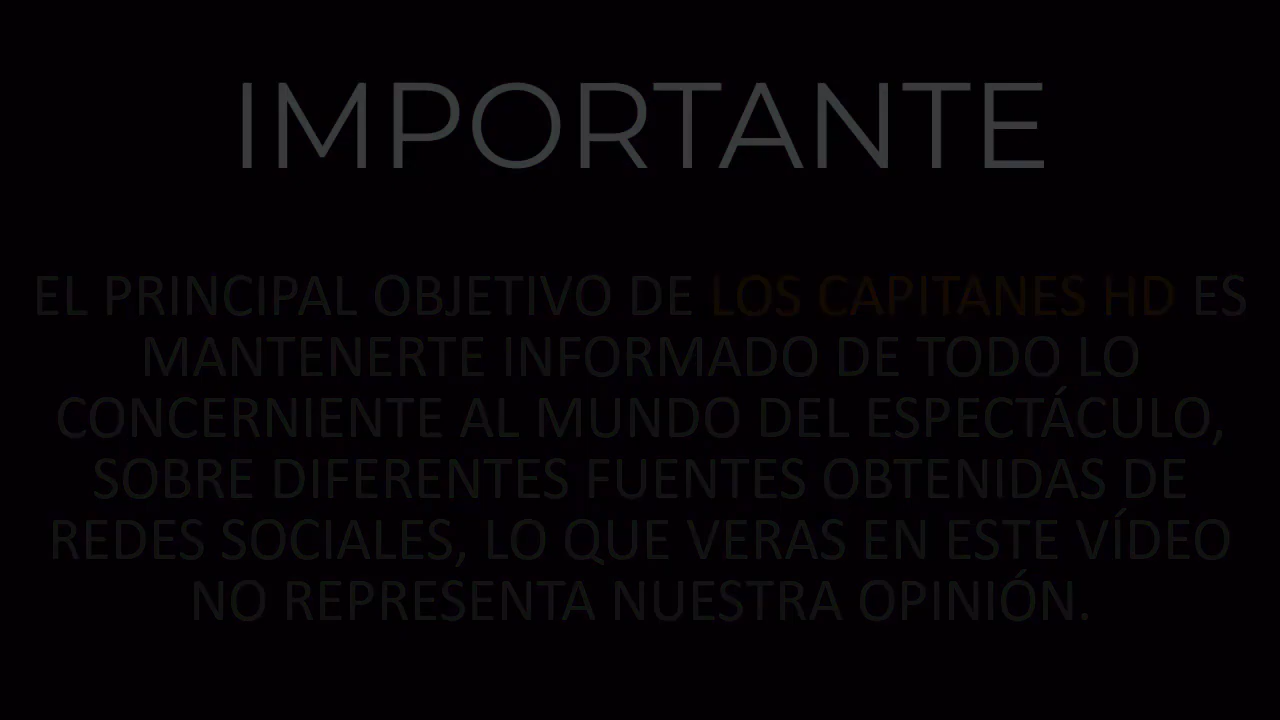 IMPORTANTE
EL PRINCIPAL OBJETIVO DE LOS CAPITANES HD ES
MANTENERTE INFORMADO DE TODO LO
CONCERNIENTE AL MUNDO DEL ESPECTÁCULO,
SOBRE DIFERENTES FUENTES OBTENIDAS DE
REDES SOCIALES, LO QUE VERAS EN ESTE VÍDEO
NO REPRESENTA NUESTRA OPINIÓN.